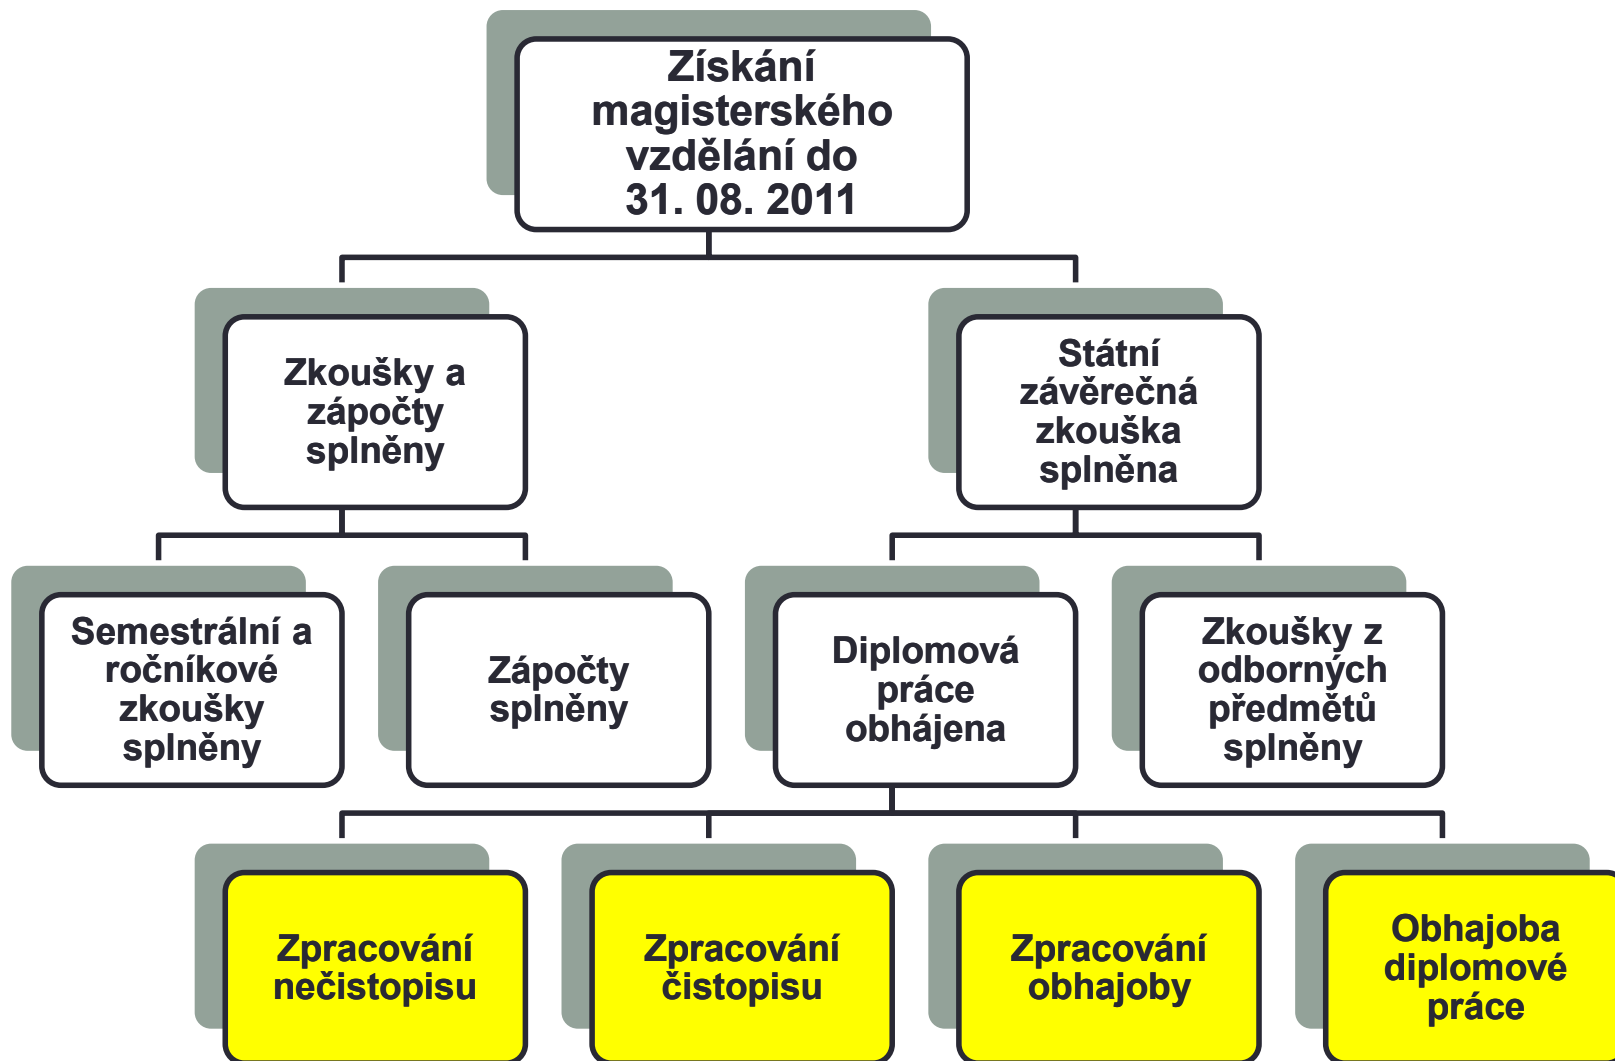 Získání
magisterského
vzdělání do
31. 08. 2011
Zkoušky a
zápočty
splněny
Státní
závěrečná
zkouška
splněna
Semestrální a
ročníkové
zkoušky
splněny
Zápočty
splněny
Diplomová
práce
obhájena
Zkoušky z
odborných
předmětů
splněny
Zpracování
nečistopisu
Zpracování
čistopisu
Zpracování
obhajoby
Obhajoba
diplomové
práce